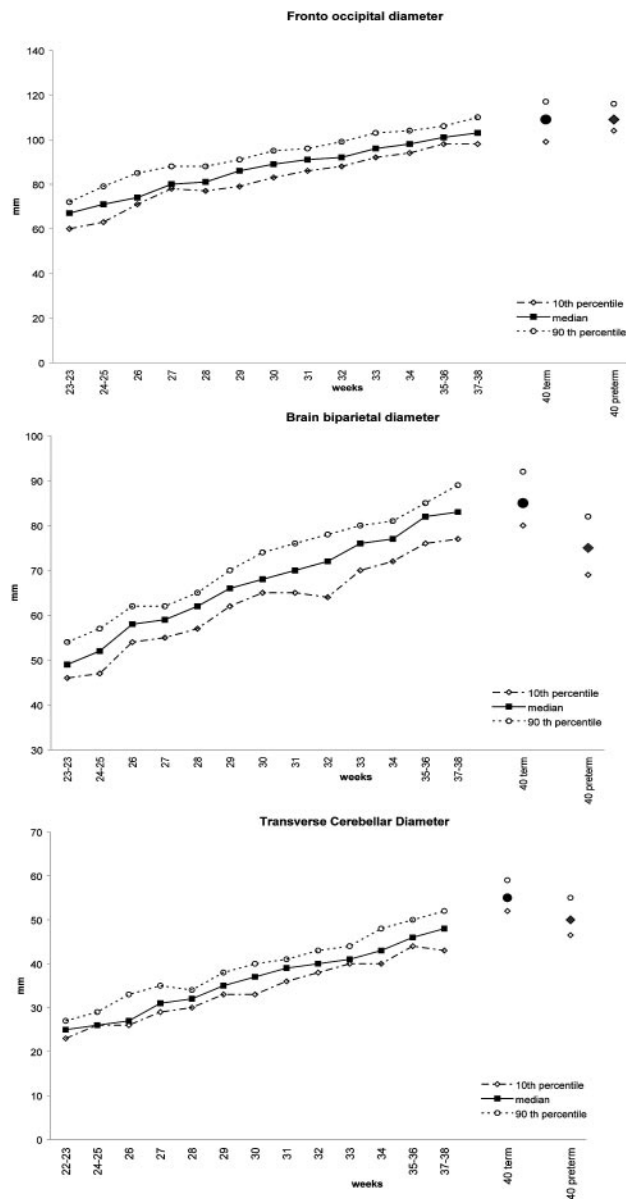 Fronto occipital diameter
140
120
100
80
60
40
20
0
mm
10th percentile
median
90 th percentile
23-23
24-25
26
27
28
29
30
31
32
33
34
35-36
37-38
40 term
40 preterm
weeks
Brain biparietal diameter
100
90
80
70
60
50
40
30
mm
10th percentile
median
90 th percentile
23-23
24-25
26
27
28
29
30
31
32
33
34
35-36
37-38
40 term
40 preterm
weeks
Transverse Cerebellar Diameter
70
60
50
40
30
20
10
0
mm
10th percentile
median
90 th percentile
22-23
24-25
26
27
28
29
30
31
32
33
34
35-36
37-38
40 term
40 preterm
weeks